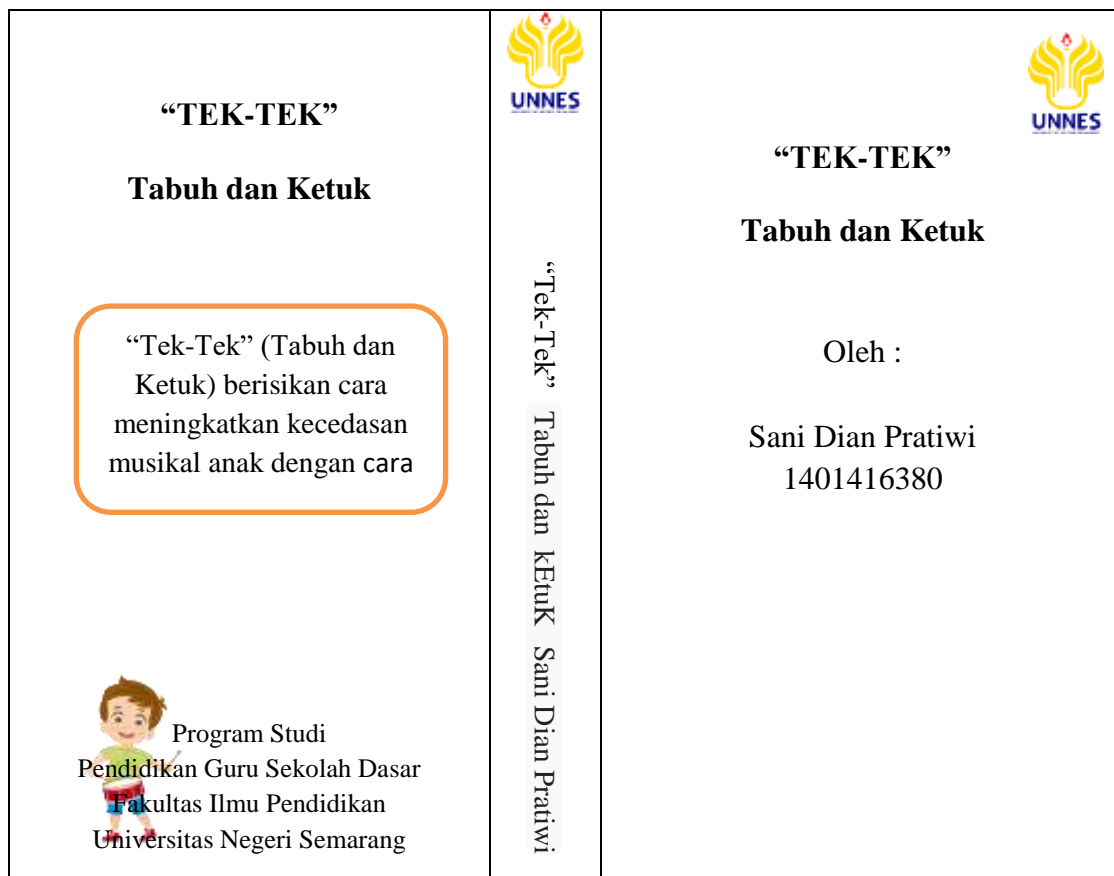 “TEK-TEK”
Tabuh dan Ketuk
“Tek-Tek” (Tabuh dan
Ketuk) berisikan cara
meningkatkan kecedasan
musikal anak dengan cara
Program Studi
Pendidikan Guru Sekolah Dasar
Fakultas Ilmu Pendidikan
Universitas Negeri Semarang
UNNES
“Tek-Tek” Tabuh dan kEtuK Sani Dian Pratiwi
UNNES
“TEK-TEK”
Tabuh dan Ketuk
Oleh :
Sani Dian Pratiwi
1401416380